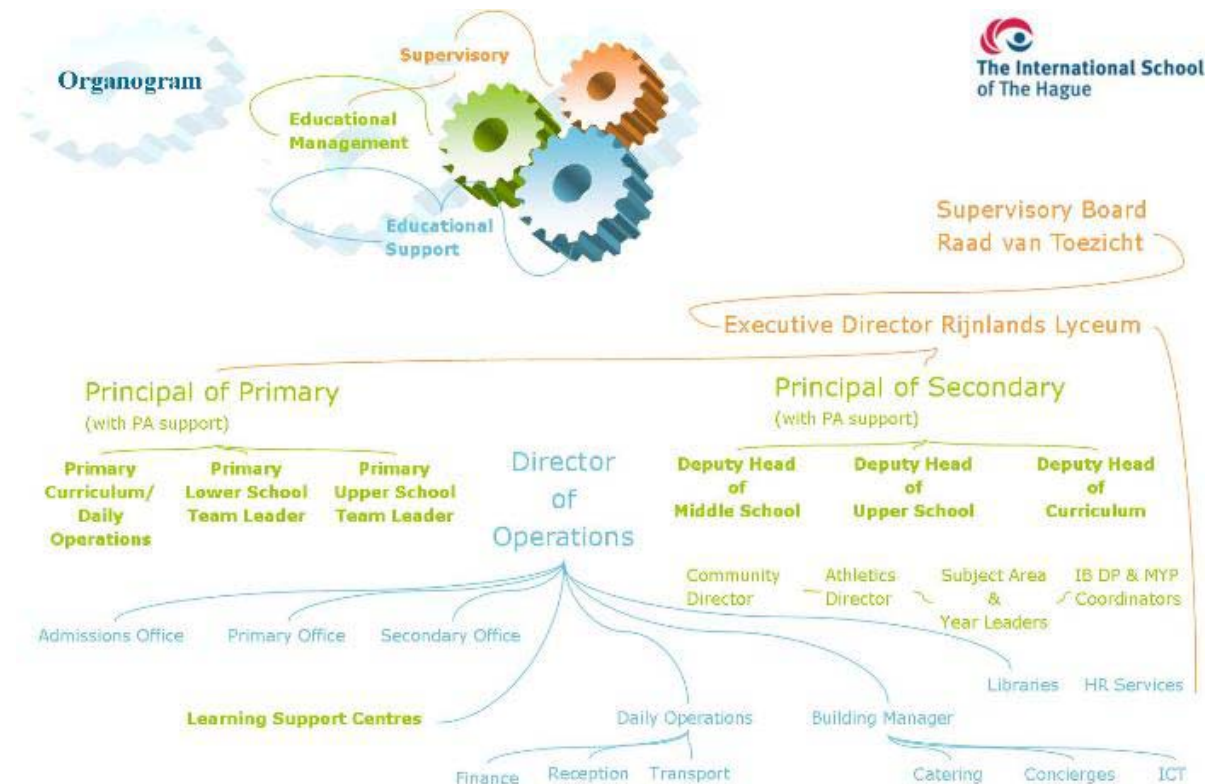 Organogram
Supervisory
Educational
Management
Educational
Support
The International School
of The Hague
Supervisory Board
Raad van Toezicht
Executive Director Rijnlands Lyceum
Principal of Primary
(with PA support)
Principal of Secondary
(with PA support)
Primary
Curriculum/
Daily
Operations
Primary
Lower School
Team Leader
Primary
Upper School
Team Leader
Director
of
Operations
Deputy Head
of
Middle School
Deputy Head
of
Upper School
Deputy Head
of
Curriculum
Community
Director
Athletics
Director
Subject Area
&
Year Leaders
IB DP & MYP
Coordinators
Admissions Office
Primary Office
Secondary Office
Libraries
HR Services
Learning Support Centres
Daily Operations
Building Manager
Finance
Reception
Transport
Catering
Concierges
ICT